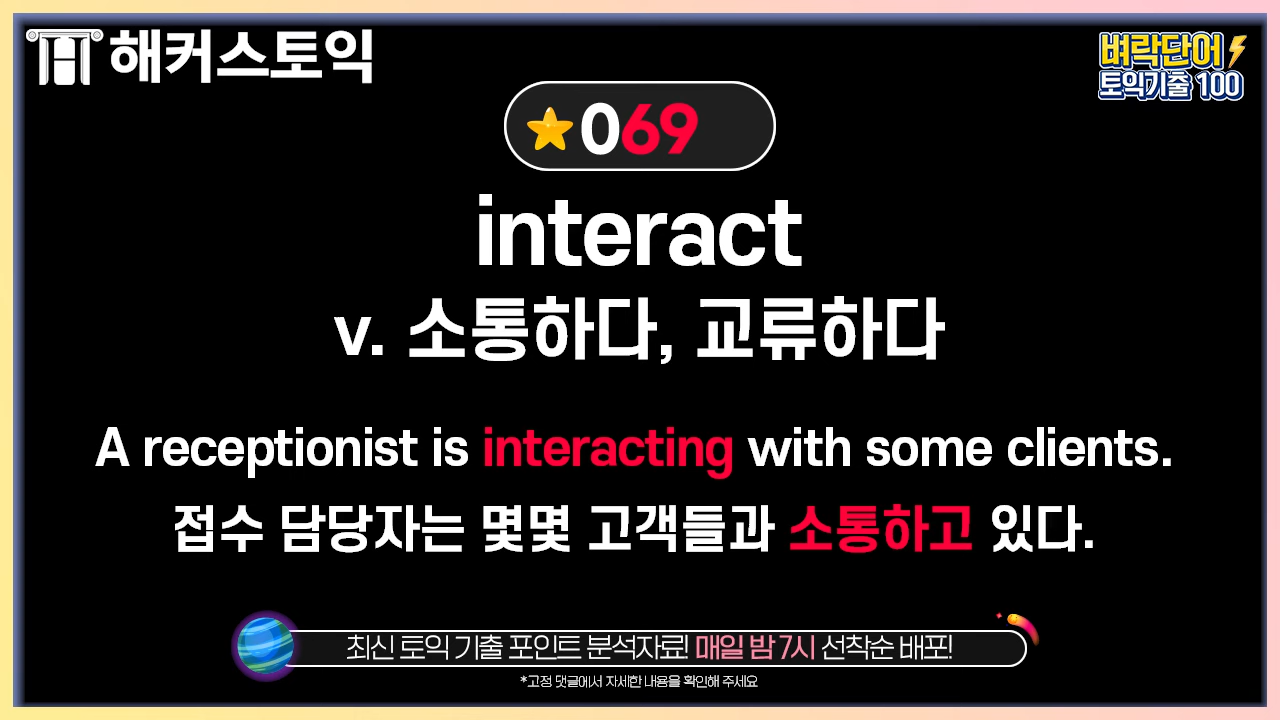 해커스토익
벼락단어
토익기출 100
069
interact
v. 소통하다, 교류하다
A receptionist is interacting with some clients.
접수 담당자는 몇몇 고객들과 소통하고 있다.
최신 토익 기출 포인트 분석자료! 매일 밤 7시 선착순 배포!
*고정 댓글에서 자세한 내용을 확인해 주세요